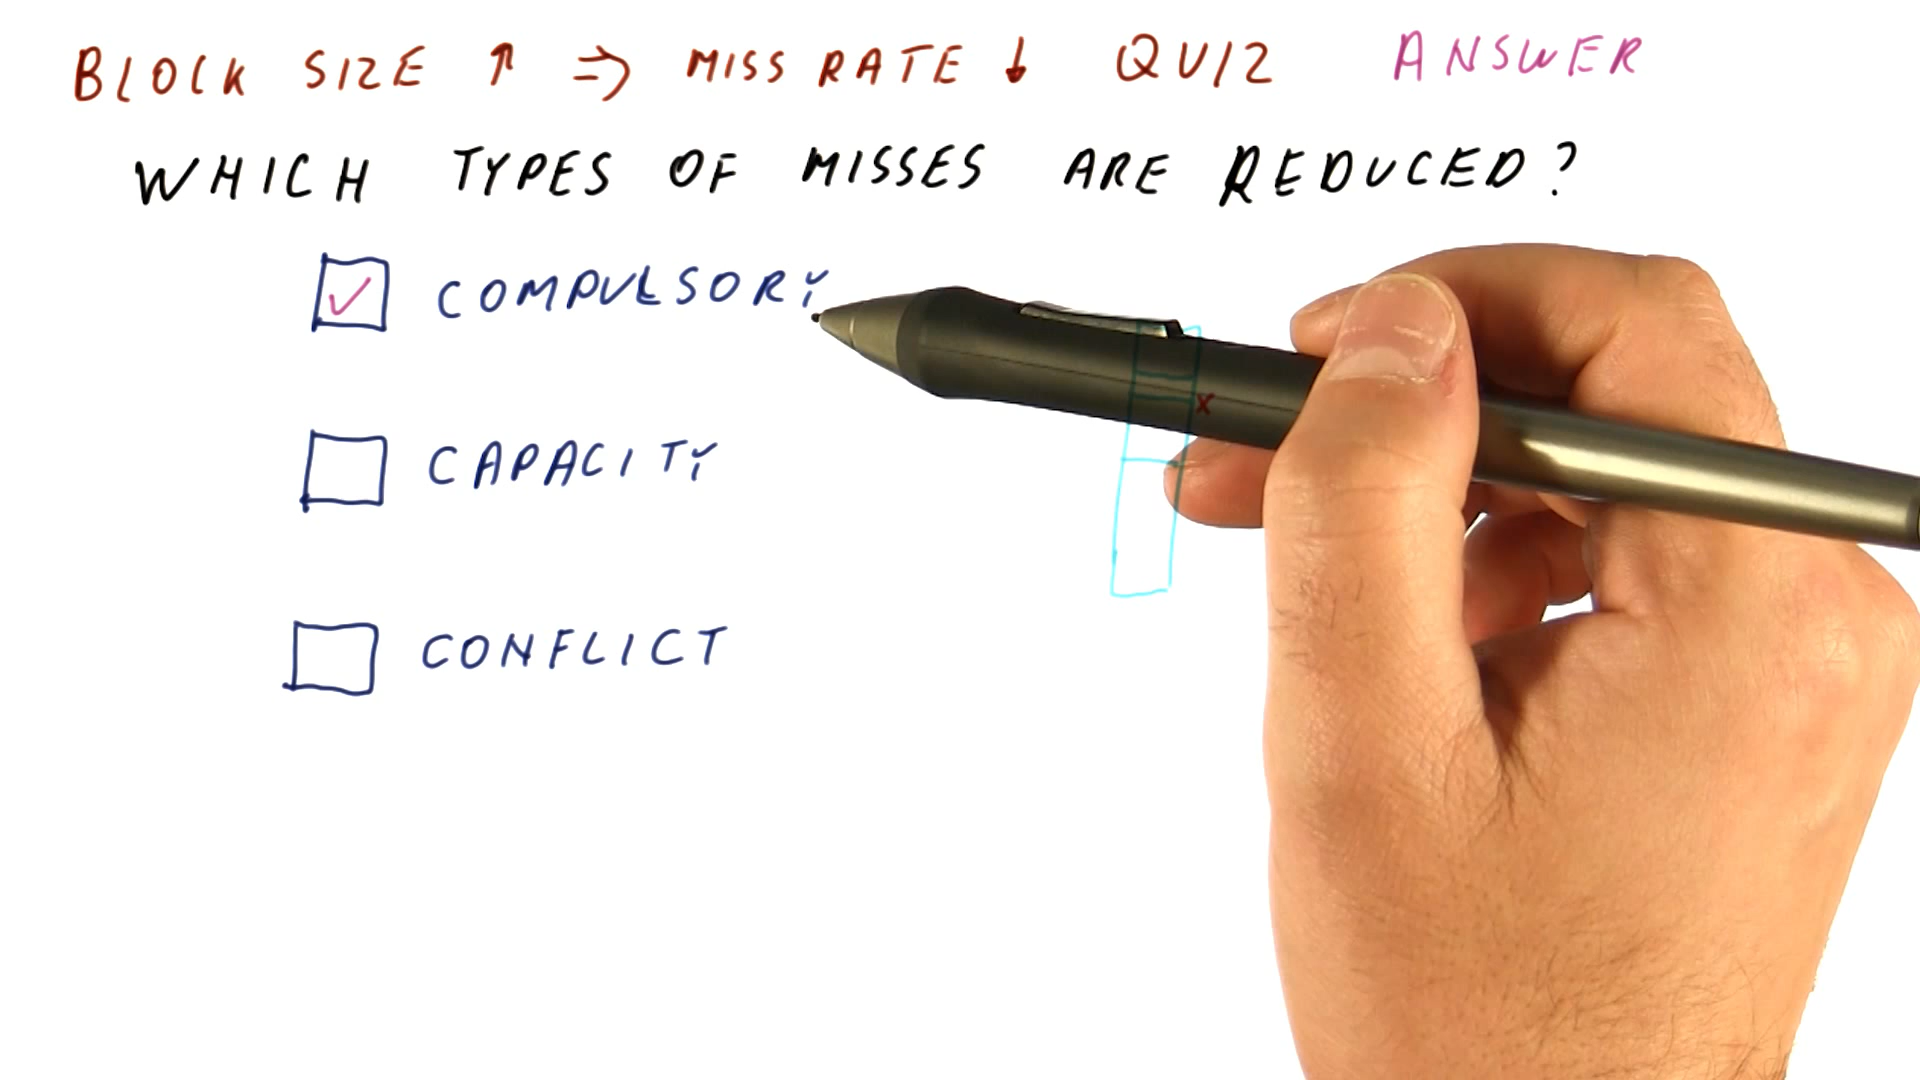 BLOCK SIZE ↑ ⇒ MISS RATE ↓ QUIZ ANSWER
WHICH TYPES OF MISSES ARE REDUCED?
✓ COMPULSORY
CAPACITY
CONFLICT
x